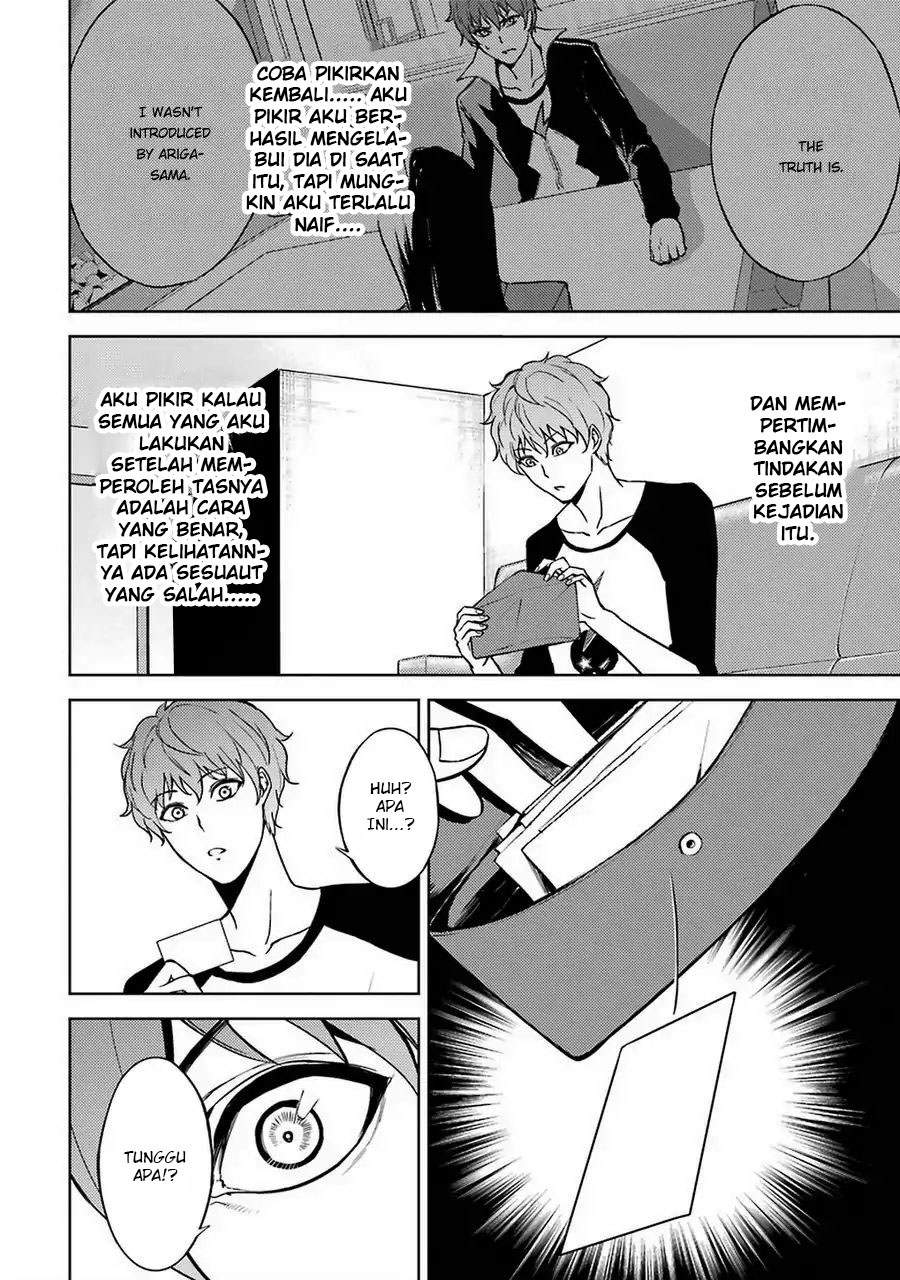 THE
TRUTH IS.
COBA PIKIRKAN
KEMBALI..... AKU
PIKIR AKU BER-
HASIL MENGELA-
BUI DIA DI SAAT
ITU, TAPI MUNG-
KIN AKU TERLALU
NAIF....
I WASN'T
INTRODUCED
BY ARIGA-
SAMA.
DAN MEM-
PERTIM-
BANGKAN
TINDAKAN
SEBELUM
KEJADIAN
ITU.
AKU PIKIR KALAU
SEMUA YANG AKU
LAKUKAN
SETELAH MEM-
PEROLEH TASNYA
ADALAH CARA
YANG BENAR,
TAPI KELIHATANN-
YA ADA SESUAUT
YANG SALAH.....
HUH?
APA
INI...?
TUNGGU
APA!?